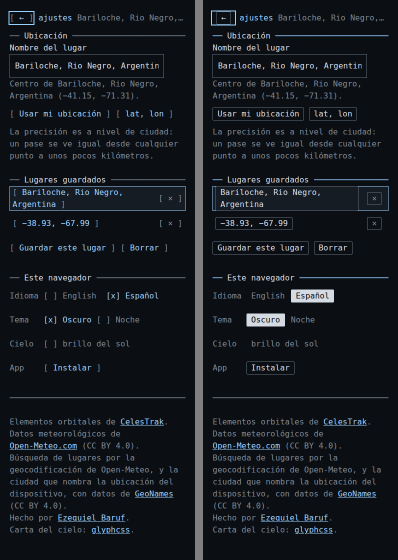 [ ← ] ajustes Bariloche, Río Negro,…
Ubicación
Nombre del lugar
Bariloche, Río Negro, Argentin
Centro de Bariloche, Río Negro,
Argentina (−41.15, −71.31).
[ Usar mi ubicación ] [ lat, lon ]
La precisión es a nivel de ciudad:
un pase se ve igual desde cualquier
punto a unos pocos kilómetros.
Lugares guardados
[ Bariloche, Río Negro,
Argentina ] [ × ]
[ −38.93, −67.99 ] [ × ]
[ Guardar este lugar ] [ Borrar ]
Este navegador
Idioma [ ] English [x] Español
Tema [x] Oscuro [ ] Noche
Cielo [ ] brillo del sol
App [ Instalar ]
Elementos orbitales de CelesTrak.
Datos meteorológicos de
Open-Meteo.com (CC BY 4.0).
Búsqueda de lugares por la
geocodificación de Open-Meteo, y la
ciudad que nombra la ubicación del
dispositivo, con datos de GeoNames
(CC BY 4.0).
Hecho por Ezequiel Baruf.
Carta del cielo: glyphcss.
← ajustes Bariloche, Río Negro,…
Ubicación
Nombre del lugar
Bariloche, Río Negro, Argentin
Centro de Bariloche, Río Negro,
Argentina (−41.15, −71.31).
Usar mi ubicación lat, lon
La precisión es a nivel de ciudad:
un pase se ve igual desde cualquier
punto a unos pocos kilómetros.
Lugares guardados
Bariloche, Río Negro,
Argentina ×
−38.93, −67.99 ×
Guardar este lugar Borrar
Este navegador
Idioma English Español
Tema Oscuro Noche
Cielo brillo del sol
App Instalar
Elementos orbitales de CelesTrak.
Datos meteorológicos de
Open-Meteo.com (CC BY 4.0).
Búsqueda de lugares por la
geocodificación de Open-Meteo, y la
ciudad que nombra la ubicación del
dispositivo, con datos de GeoNames
(CC BY 4.0).
Hecho por Ezequiel Baruf.
Carta del cielo: glyphcss.